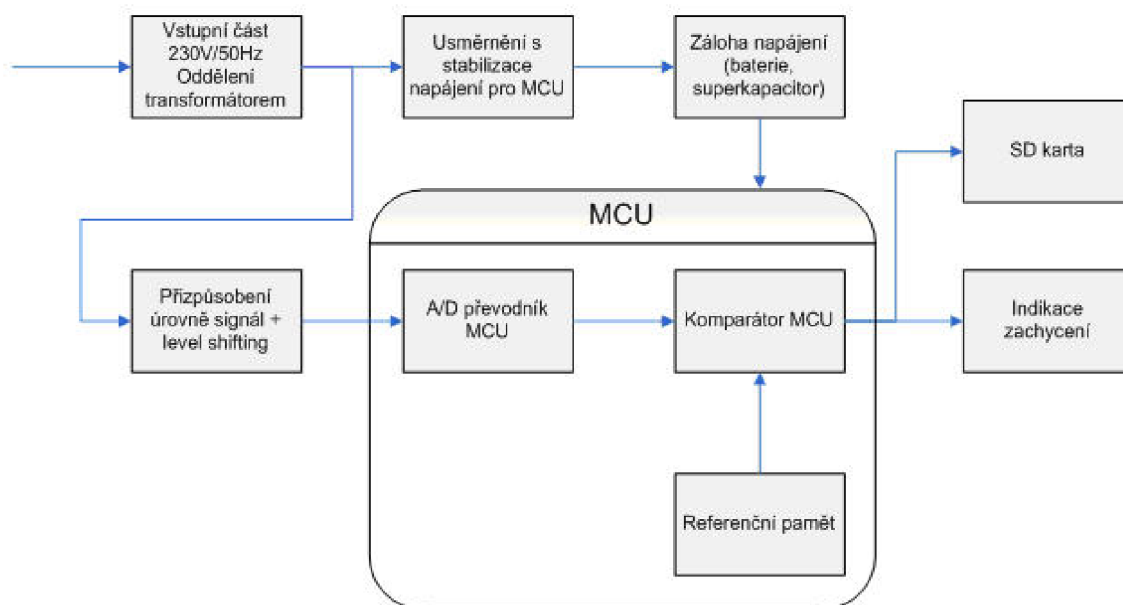 Vstupní část
230V/50Hz
Oddělení
transformátorem
Usměrnění s
stabilizace
napájení pro MCU
Záloha napájení
(baterie,
superkapacitor)
SD karta
MCU
Přizpůsobení
úrovně signál +
level shifting
A/D převodník
MCU
Komparátor MCU
Indikace
zachycení
Referenční pamět